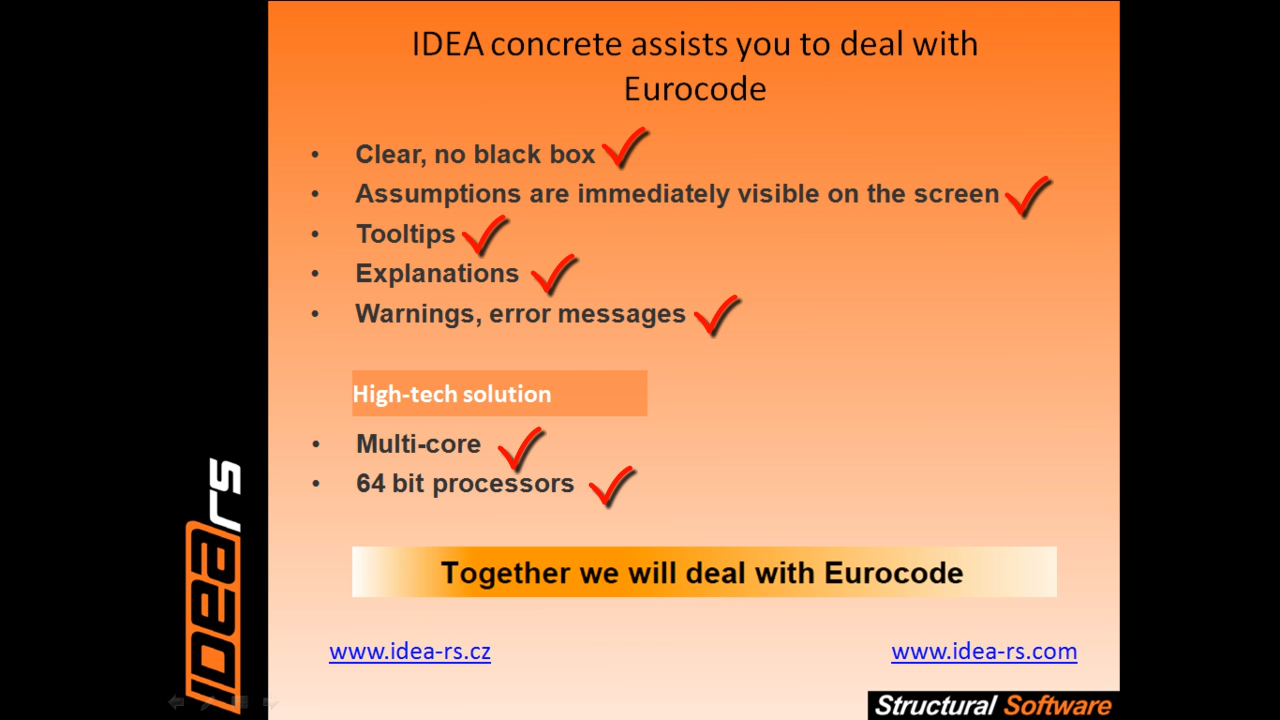 IDEA concrete assists you to deal with
Eurocode
• Clear, no black box
• Assumptions are immediately visible on the screen
• Tooltips
• Explanations
• Warnings, error messages
High-tech solution
• Multi-core
• 64 bit processors
Together we will deal with Eurocode
www.idea-rs.cz
www.idea-rs.com
IDEArs
Structural Software